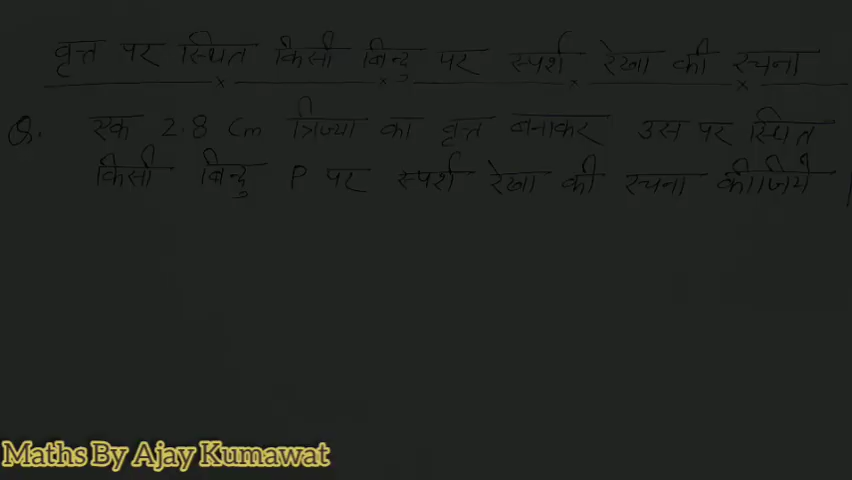 वृत्त पर स्थित किसी बिन्दु पर स्पर्श रेखा की रचना
Q. एक 2.8 cm त्रिज्या का वृत्त बनाकर उस पर स्थित
किसी बिन्दु P पर स्पर्श रेखा की रचना कीजिये |
Maths By Ajay Kumawat